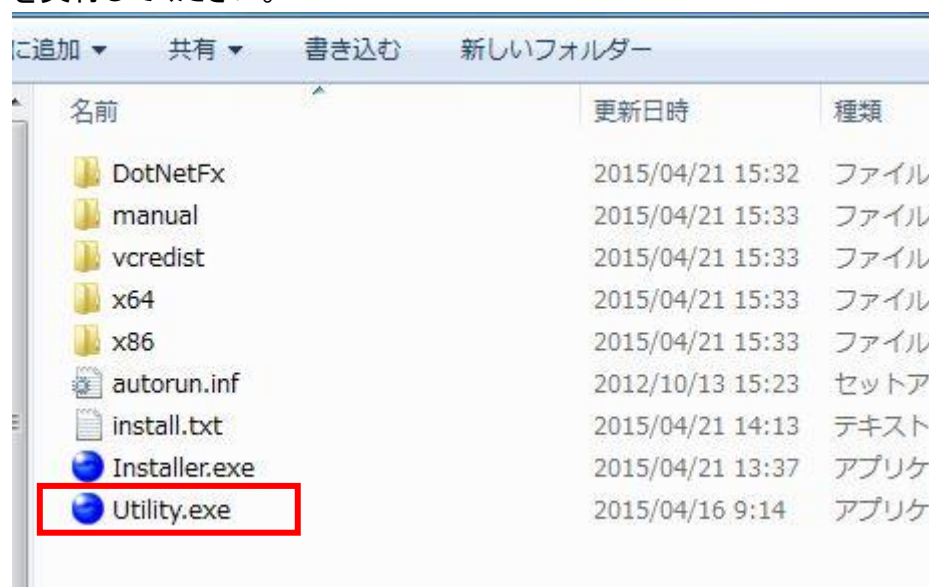 に追加 ▼ 共有 ▼ 書き込む 新しいフォルダー
名前 更新日時 種類
DotNetFx 2015/04/21 15:32 ファイル
manual 2015/04/21 15:33 ファイル
vcredist 2015/04/21 15:33 ファイル
x64 2015/04/21 15:33 ファイル
x86 2015/04/21 15:33 ファイル
autorun.inf 2012/10/13 15:23 セットア
install.txt 2015/04/21 14:13 テキスト
Installer.exe 2015/04/21 13:37 アプリケ
Utility.exe 2015/04/16 9:14 アプリケ